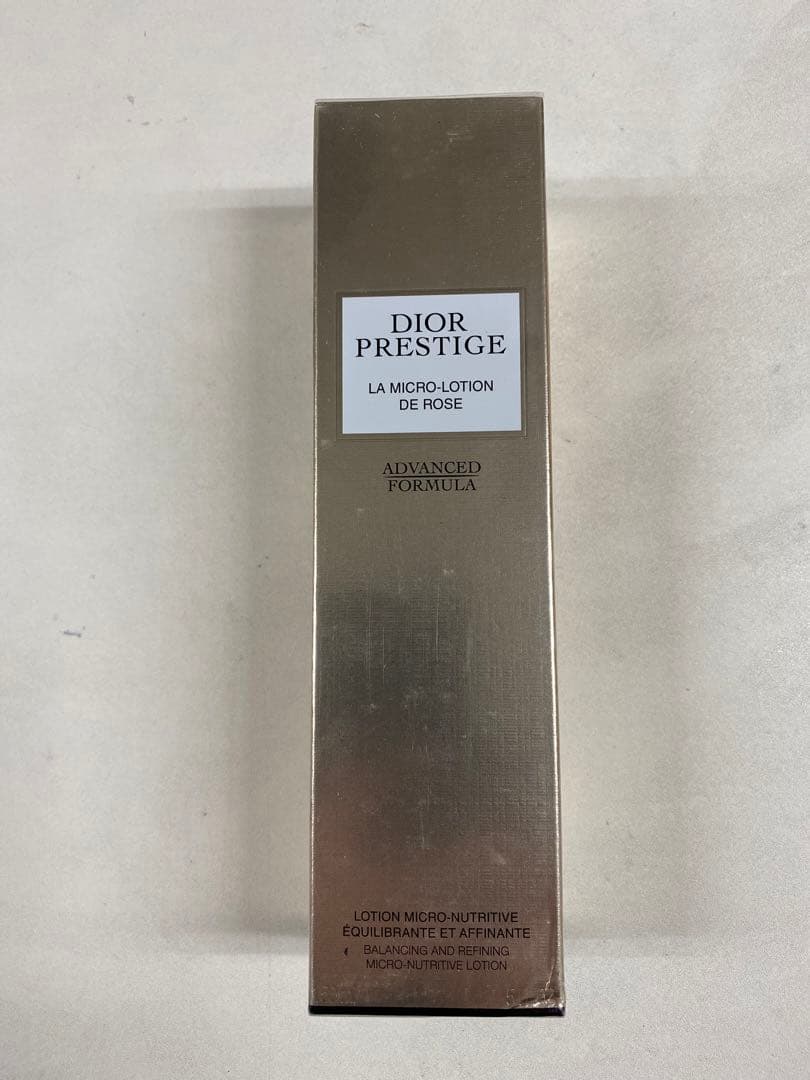 DIOR
PRESTIGE
LA MICRO-LOTION
DE ROSE
ADVANCED
FORMULA
LOTION MICRO-NUTRITIVE
ÉQUILIBRANTE ET AFFINANTE
BALANCING AND REFINING
MICRO-NUTRITIVE LOTION